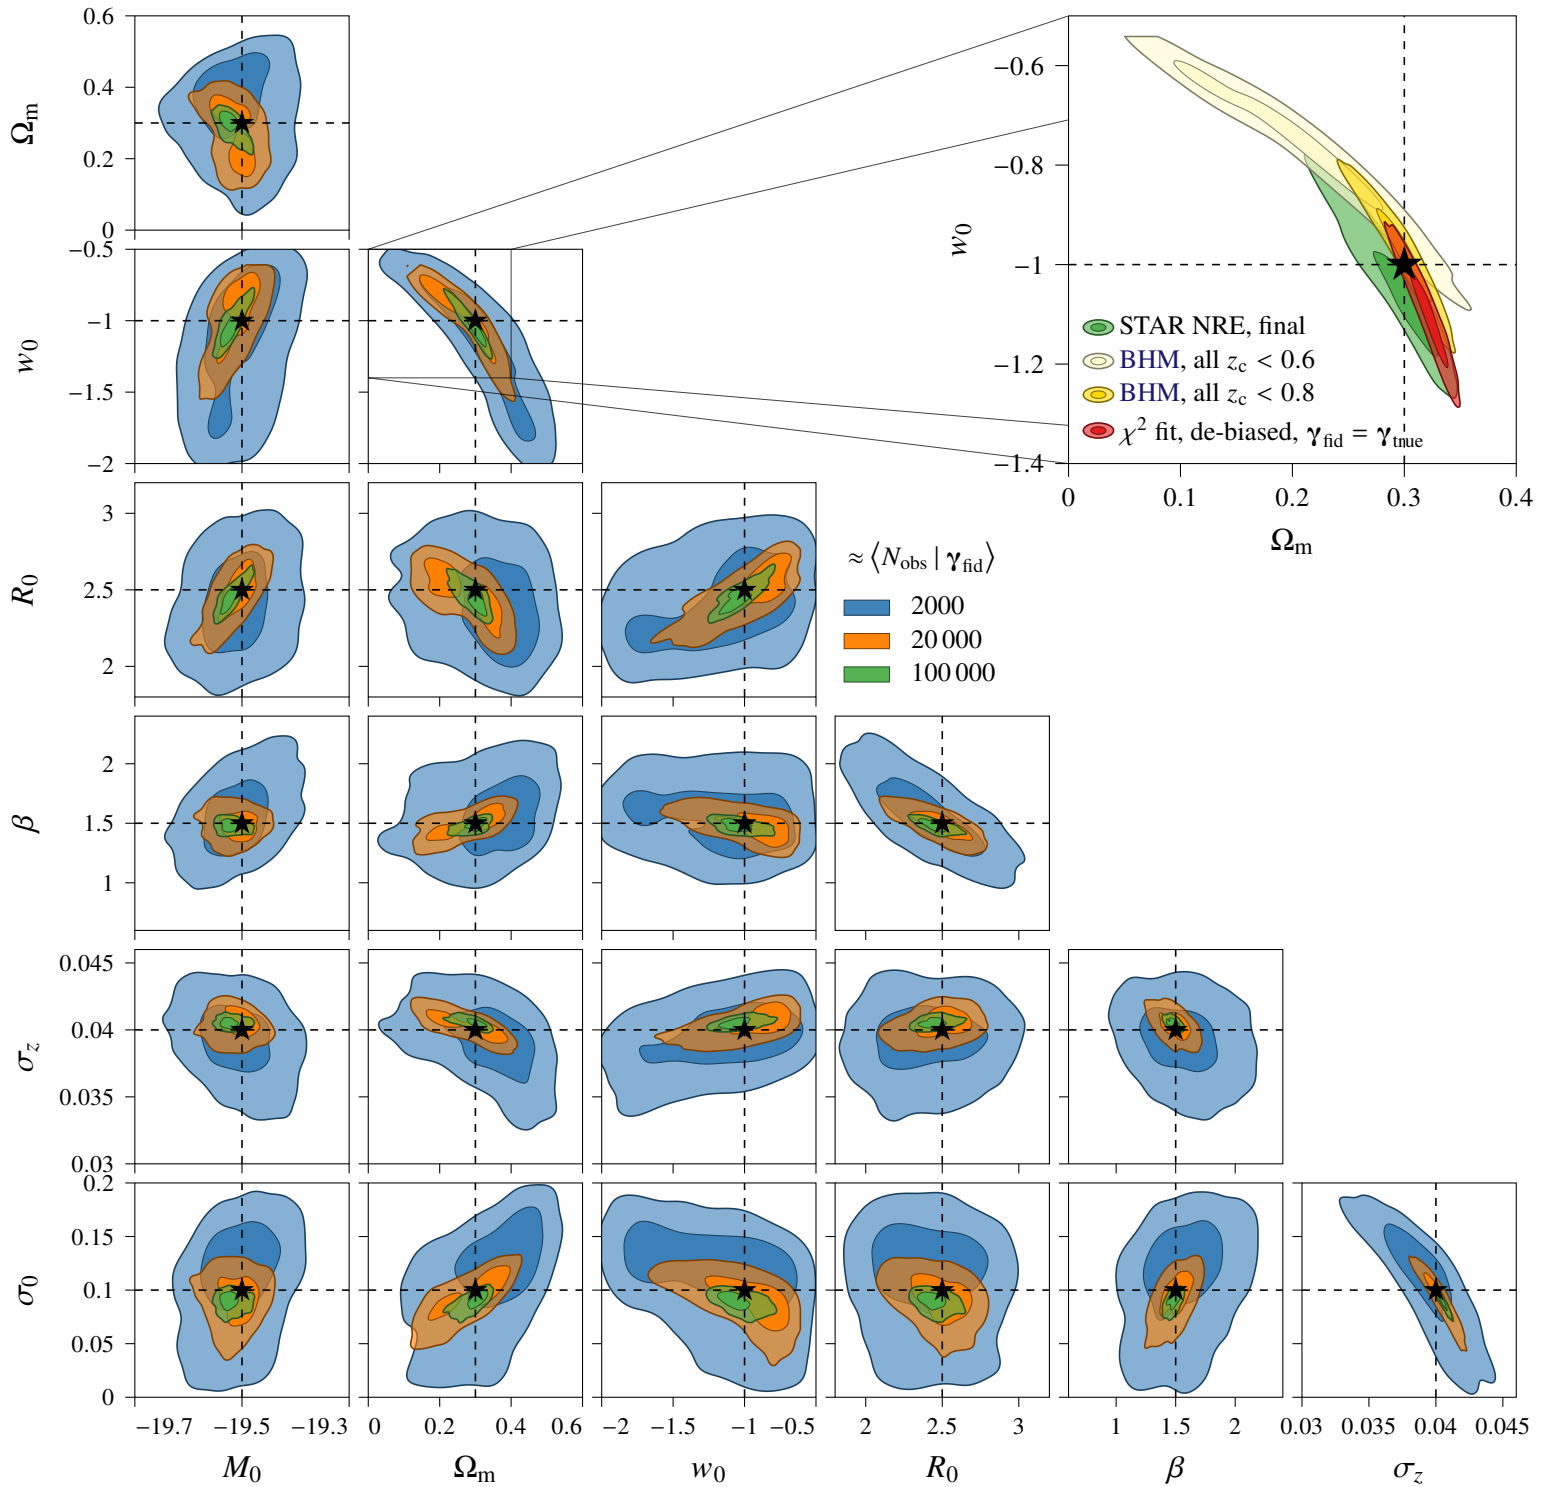 0.6
0.4
0.2
0
Ωm
−0.6
−0.8
−1
−1.2
−1.4
w0
STAR NRE, final
BHM, all zc < 0.6
BHM, all zc < 0.8
χ² fit, de-biased, γfid = γtrue
0 0.1 0.2 0.3 0.4
Ωm
−0.5
−1
−1.5
−2
w0
3
2.5
2
R0
≈ ⟨Nobs | γfid⟩
2000
20 000
100 000
2
1.5
1
β
0.045
0.04
0.035
0.03
σz
0.2
0.15
0.1
0.05
0
σ0
−19.7 −19.5 −19.3 0 0.2 0.4 0.6 −2 −1.5 −1 −0.5 2 2.5 3 1 1.5 2 0.03 0.035 0.04 0.045
M0 Ωm w0 R0 β σz